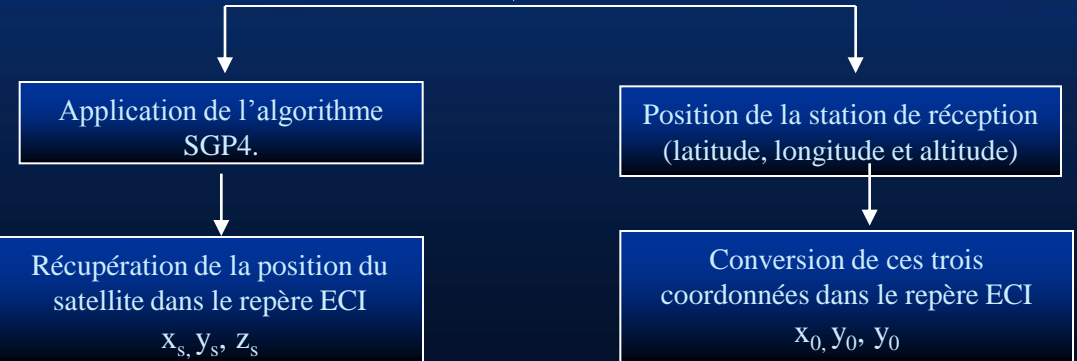 Application de l’algorithme
SGP4.
Position de la station de réception
(latitude, longitude et altitude)
Récupération de la position du
satellite dans le repère ECI
xs, ys, zs
Conversion de ces trois
coordonnées dans le repère ECI
x0, y0, y0